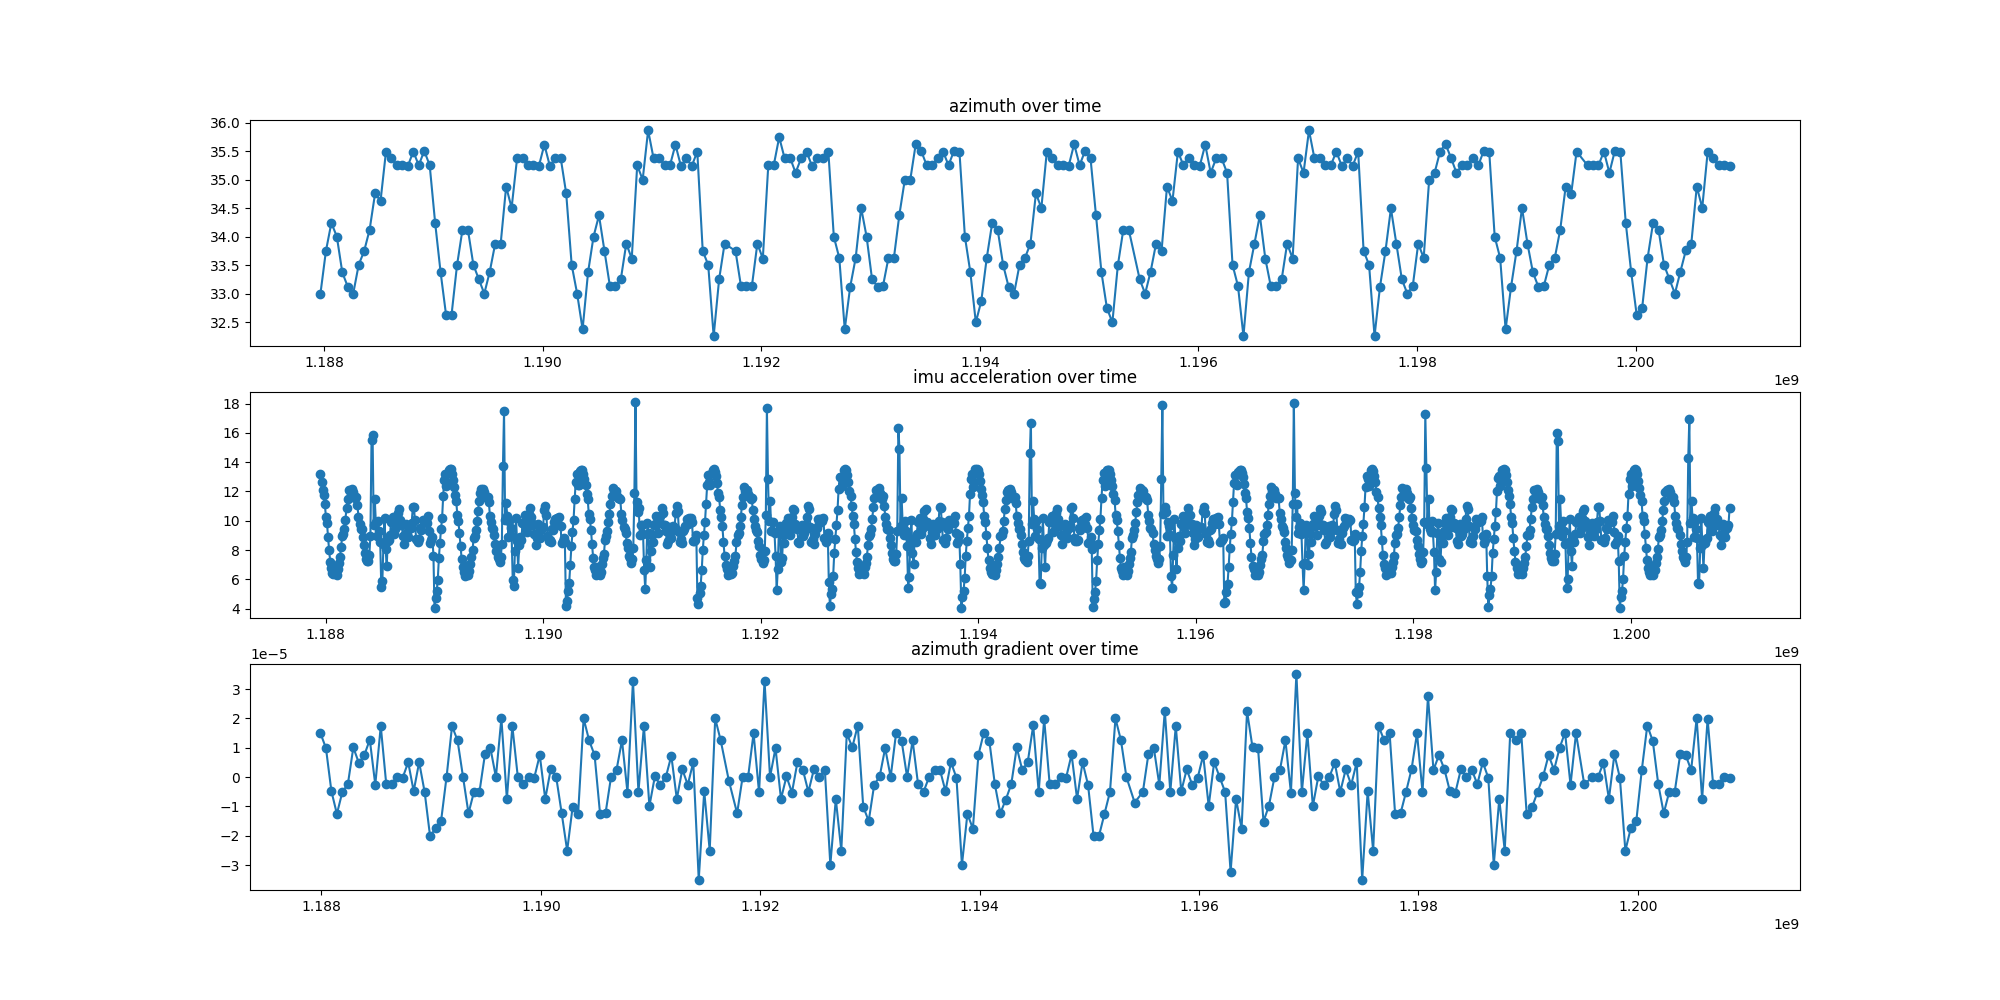 azimuth over time
36.0
35.5
35.0
34.5
34.0
33.5
33.0
32.5
1.188 1.190 1.192 1.194 1.196 1.198 1.200
1e9
imu acceleration over time
18
16
14
12
10
8
6
4
1.188 1.190 1.192 1.194 1.196 1.198 1.200
1e9
1e−5
azimuth gradient over time
3
2
1
0
−1
−2
−3
1.188 1.190 1.192 1.194 1.196 1.198 1.200
1e9